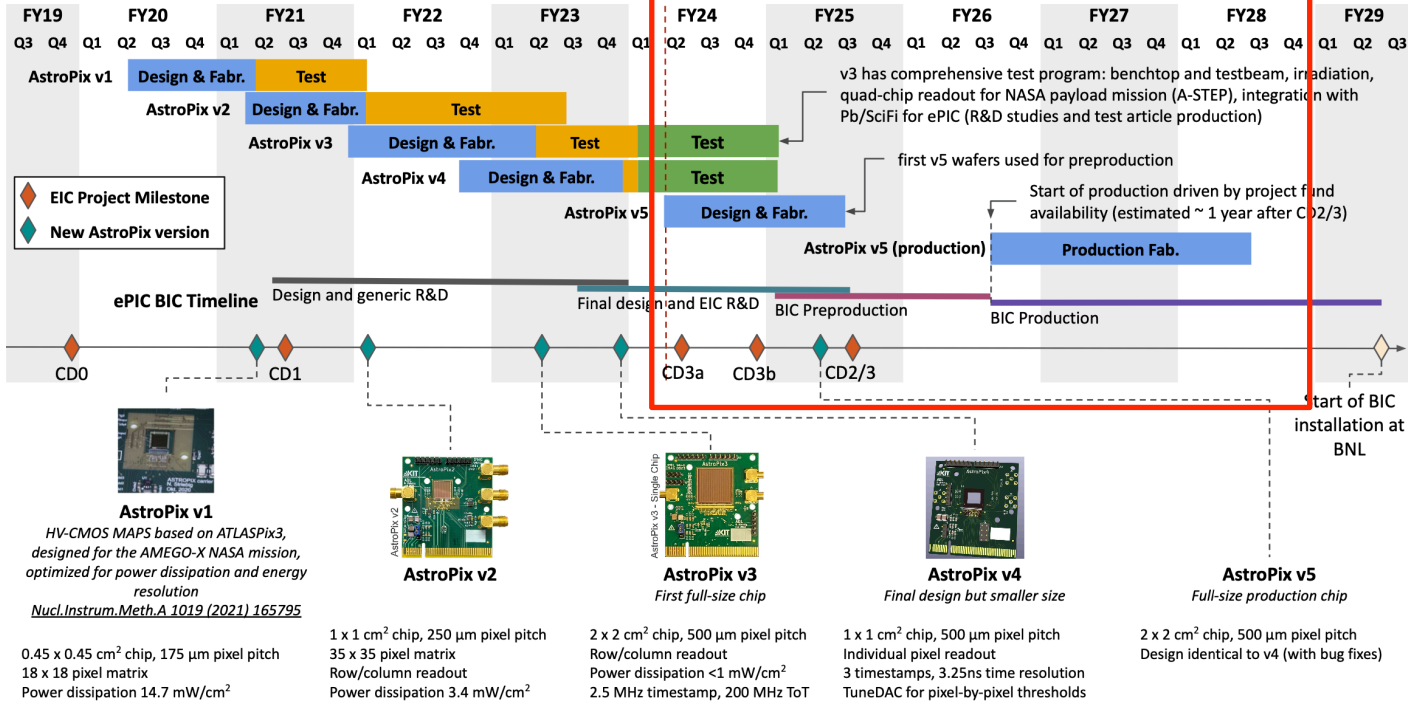 FY19 FY20 FY21 FY22 FY23 FY24 FY25 FY26 FY27 FY28 FY29
Q3 Q4 Q1 Q2 Q3 Q4 Q1 Q2 Q3 Q4 Q1 Q2 Q3 Q4 Q1 Q2 Q3 Q4 Q1 Q2 Q3 Q4 Q1 Q2 Q3 Q4 Q1 Q2 Q3 Q4 Q1 Q2 Q3 Q4 Q1 Q2 Q3 Q4 Q1 Q2 Q3
AstroPix v1 Design & Fabr. Test
v3 has comprehensive test program: benchtop and testbeam, irradiation,
quad-chip readout for NASA payload mission (A-STEP), integration with
Pb/SciFi for ePIC (R&D studies and test article production)
AstroPix v2 Design & Fabr. Test
AstroPix v3 Design & Fabr. Test Test
first v5 wafers used for preproduction
AstroPix v4 Design & Fabr. Test
EIC Project Milestone
New AstroPix version
AstroPix v5 Design & Fabr.
Start of production driven by project fund
availability (estimated ~ 1 year after CD2/3)
AstroPix v5 (production) Production Fab.
ePIC BIC Timeline
Design and generic R&D
Final design and EIC R&D
BIC Preproduction
BIC Production
CD0 CD1 CD3a CD3b CD2/3
Start of BIC
installation at
BNL
ASTROPIX carrier
N. Striebig
Okt. 2020
AstroPix v1
HV-CMOS MAPS based on ATLASPix3,
designed for the AMEGO-X NASA mission,
optimized for power dissipation and energy
resolution
Nucl.Instrum.Meth.A 1019 (2021) 165795
0.45 x 0.45 cm² chip, 175 µm pixel pitch
18 x 18 pixel matrix
Power dissipation 14.7 mW/cm²
AstroPix v2
KIT
AstroPix2
AstroPix v2
1 x 1 cm² chip, 250 µm pixel pitch
35 x 35 pixel matrix
Row/column readout
Power dissipation 3.4 mW/cm²
AstroPix v3 - Single Chip
AstroPix3
KIT
AstroPix v3
First full-size chip
2 x 2 cm² chip, 500 µm pixel pitch
Row/column readout
Power dissipation <1 mW/cm²
2.5 MHz timestamp, 200 MHz ToT
KIT
AstroPix v4
Final design but smaller size
1 x 1 cm² chip, 500 µm pixel pitch
Individual pixel readout
3 timestamps, 3.25ns time resolution
TuneDAC for pixel-by-pixel thresholds
AstroPix v5
Full-size production chip
2 x 2 cm² chip, 500 µm pixel pitch
Design identical to v4 (with bug fixes)